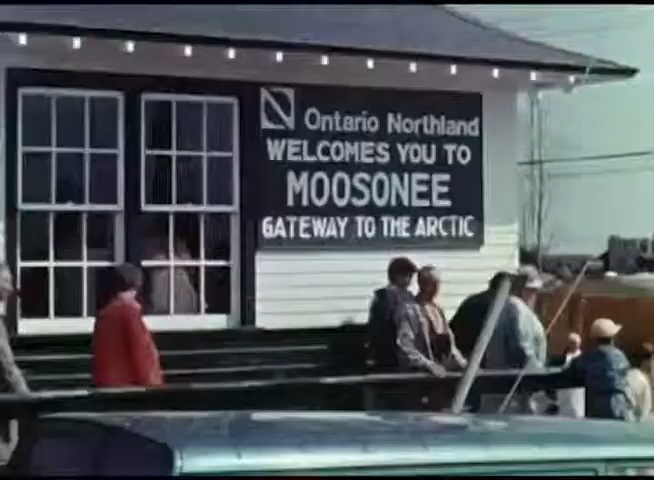 Ontario Northland
WELCOMES YOU TO
MOOSONEE
GATEWAY TO THE ARCTIC